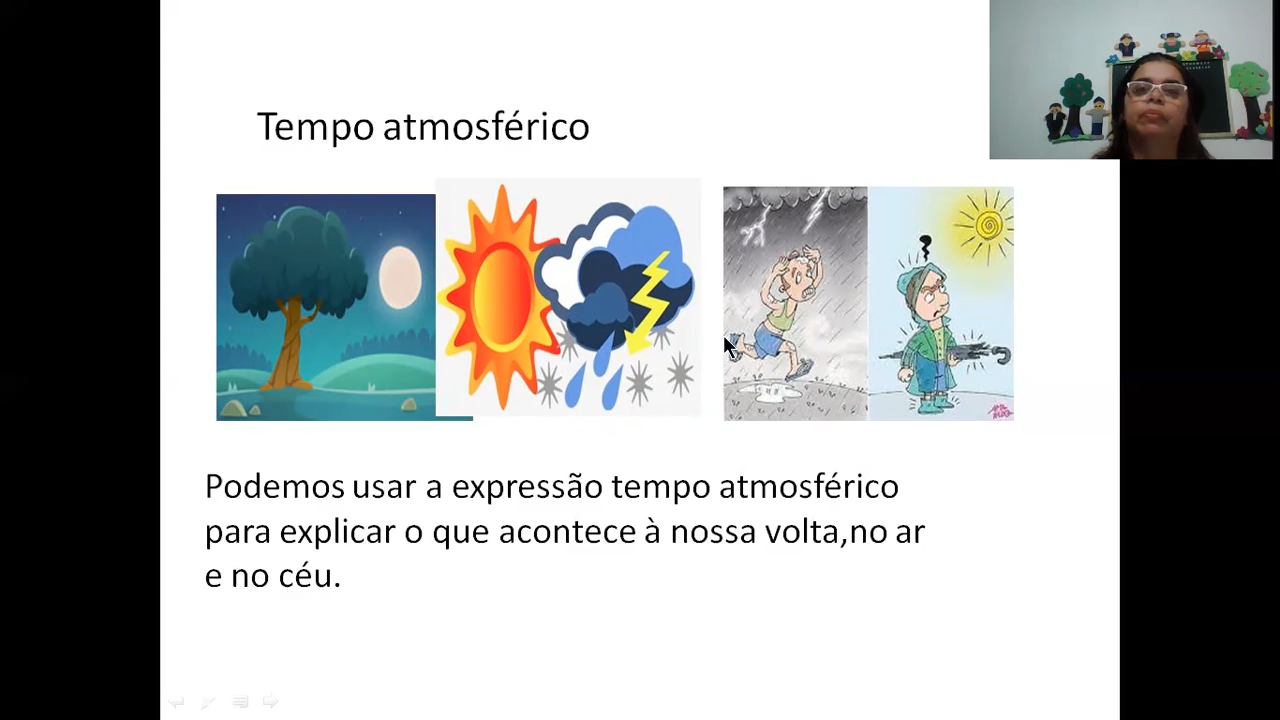 Tempo atmosférico
Podemos usar a expressão tempo atmosférico
para explicar o que acontece à nossa volta,no ar
e no céu.